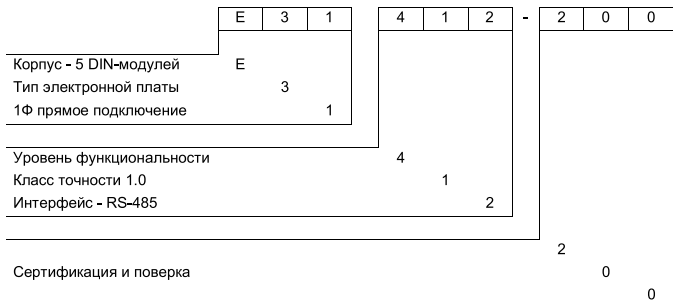 E 3 1 4 1 2 - 2 0 0
Корпус - 5 DIN-модулей E
Тип электронной платы 3
1Ф прямое подключение 1
Уровень функциональности 4
Класс точности 1.0 1
Интерфейс - RS-485 2
2
Сертификация и поверка 0
0